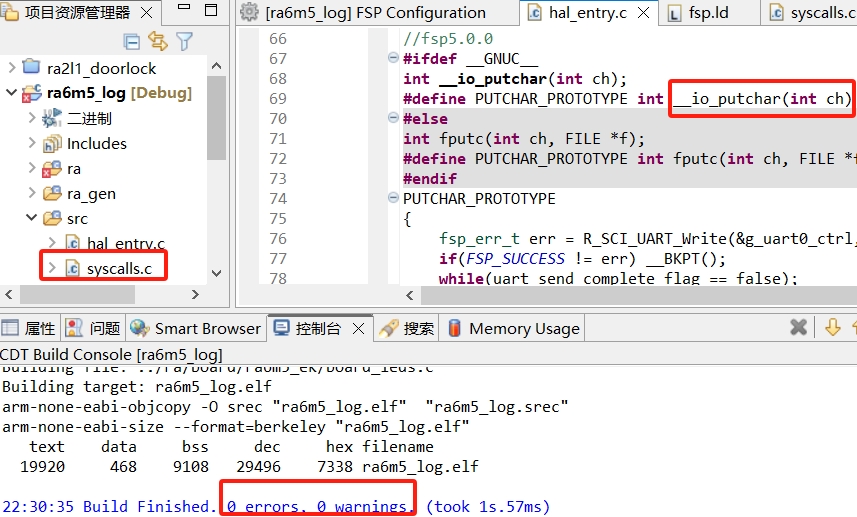 项目资源管理器
[ra6m5_log] FSP Configuration
hal_entry.c
fsp.ld
syscalls.c
ra2l1_doorlock
ra6m5_log [Debug]
二进制
Includes
ra
ra_gen
src
hal_entry.c
syscalls.c
66 //fsp5.0.0
67 #ifdef __GNUC__
68 int __io_putchar(int ch);
69 #define PUTCHAR_PROTOTYPE int __io_putchar(int ch)
70 #else
71 int fputc(int ch, FILE *f);
72 #define PUTCHAR_PROTOTYPE int fputc(int ch, FILE *f
73 #endif
74 PUTCHAR_PROTOTYPE
75 {
76 fsp_err_t err = R_SCI_UART_Write(&g_uart0_ctrl,
77 if(FSP_SUCCESS != err) __BKPT();
78 while(uart_send_complete_flag == false);
属性
问题
Smart Browser
控制台
搜索
Memory Usage
CDT Build Console [ra6m5_log]
Building file: ../ra/board/ra6m5_ek/board_leds.c
Building target: ra6m5_log.elf
arm-none-eabi-objcopy -O srec "ra6m5_log.elf" "ra6m5_log.srec"
arm-none-eabi-size --format=berkeley "ra6m5_log.elf"
text data bss dec hex filename
19920 468 9108 29496 7338 ra6m5_log.elf
22:30:35 Build Finished. 0 errors, 0 warnings. (took 1s.57ms)